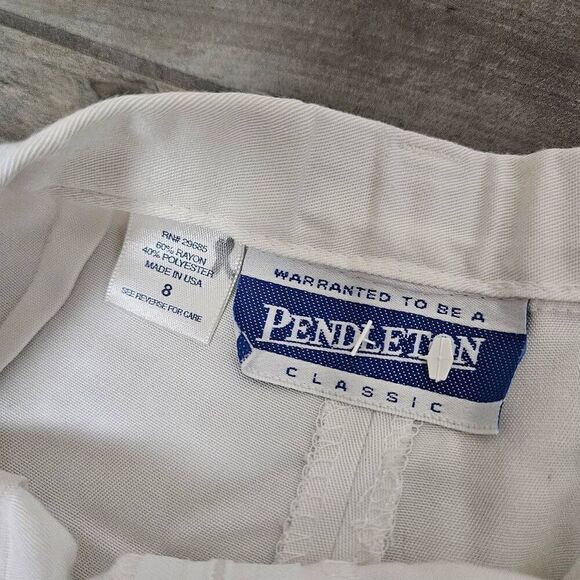 RN# 29685
60% RAYON
40% POLYESTER
MADE IN USA
8
SEE REVERSE FOR CARE
WARRANTED TO BE A
PENDLETON
CLASSIC